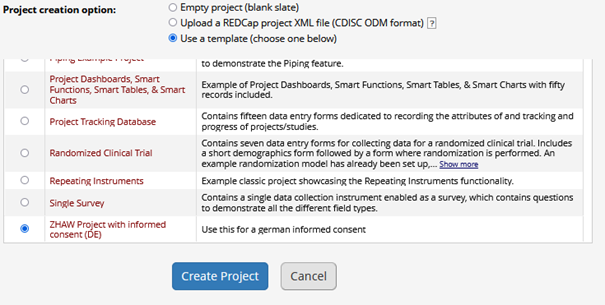 Project creation option:
Empty project (blank slate)
Upload a REDCap project XML file (CDISC ODM format) ?
Use a template (choose one below)
Piping Example Project
to demonstrate the Piping feature.
Project Dashboards, Smart
Functions, Smart Tables, & Smart
Charts
Example of Project Dashboards, Smart Functions, Smart Tables, & Smart Charts with fifty
records included.
Project Tracking Database
Contains fifteen data entry forms dedicated to recording the attributes of and tracking and
progress of projects/studies.
Randomized Clinical Trial
Contains seven data entry forms for collecting data for a randomized clinical trial. Includes
a short demographics form followed by a form where randomization is performed. An
example randomization model has already been set up,... Show more
Repeating Instruments
Example classic project showcasing the Repeating Instruments functionality.
Single Survey
Contains a single data collection instrument enabled as a survey, which contains questions
to demonstrate all the different field types.
ZHAW Project with informed
consent (DE)
Use this for a german informed consent
Create Project
Cancel